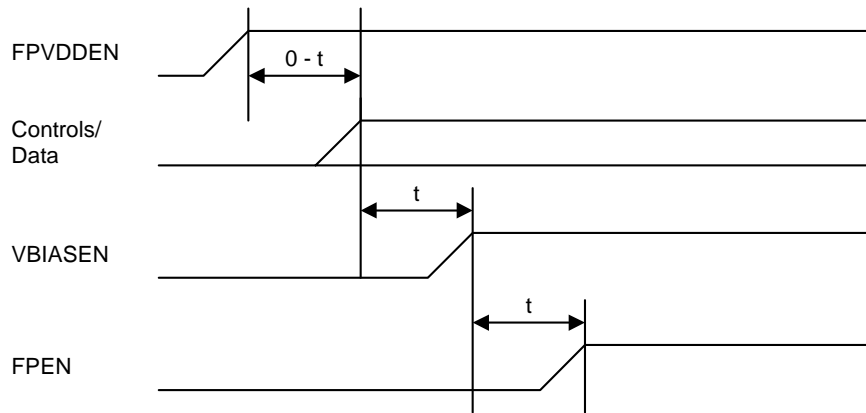 FPVDDEN
0 - t
Controls/
Data
t
VBIASEN
t
FPEN